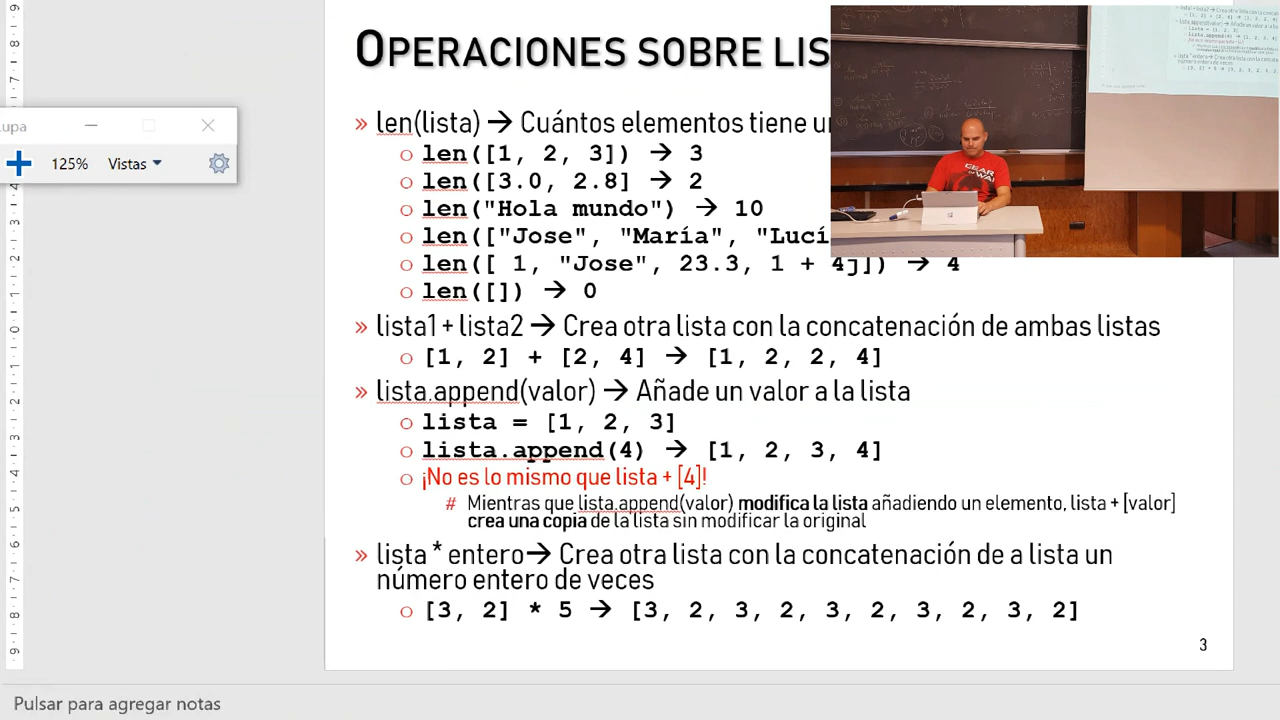 OPERACIONES SOBRE LIS
» len(lista) → Cuántos elementos tiene un
○ len([1, 2, 3]) → 3
○ len([3.0, 2.8] → 2
○ len("Hola mundo") → 10
○ len(["Jose", "María", "Lucí
○ len([ 1, "Jose", 23.3, 1 + 4j]) → 4
○ len([]) → 0
» lista1 + lista2 → Crea otra lista con la concatenación de ambas listas
○ [1, 2] + [2, 4] → [1, 2, 2, 4]
» lista.append(valor) → Añade un valor a la lista
○ lista = [1, 2, 3]
○ lista.append(4) → [1, 2, 3, 4]
○ ¡No es lo mismo que lista + [4]!
# Mientras que lista.append(valor) modifica la lista añadiendo un elemento, lista + [valor]
crea una copia de la lista sin modificar la original
» lista * entero→ Crea otra lista con la concatenación de a lista un
número entero de veces
○ [3, 2] * 5 → [3, 2, 3, 2, 3, 2, 3, 2, 3, 2]
3
upa
125% Vistas
GEAR
OF WA
Pulsar para agregar notas